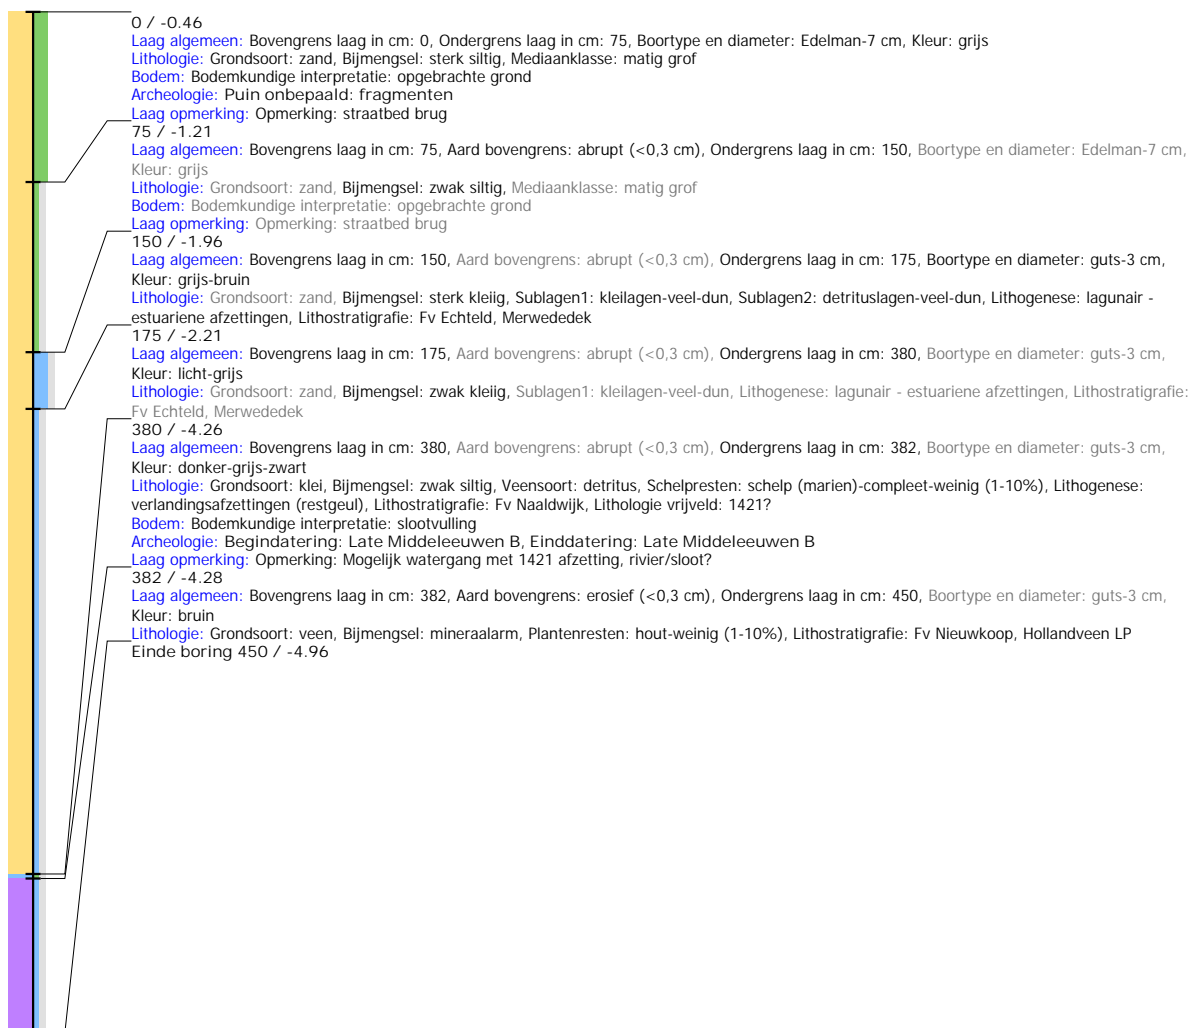 0 / -0.46
Laag algemeen: Bovengrens laag in cm: 0, Ondergrens laag in cm: 75, Boortype en diameter: Edelman-7 cm, Kleur: grijs
Lithologie: Grondsoort: zand, Bijmengsel: sterk siltig, Mediaanklasse: matig grof
Bodem: Bodemkundige interpretatie: opgebrachte grond
Archeologie: Puin onbepaald: fragmenten
Laag opmerking: Opmerking: straatbed brug
75 / -1.21
Laag algemeen: Bovengrens laag in cm: 75, Aard bovengrens: abrupt (<0,3 cm), Ondergrens laag in cm: 150, Boortype en diameter: Edelman-7 cm,
Kleur: grijs
Lithologie: Grondsoort: zand, Bijmengsel: zwak siltig, Mediaanklasse: matig grof
Bodem: Bodemkundige interpretatie: opgebrachte grond
Laag opmerking: Opmerking: straatbed brug
150 / -1.96
Laag algemeen: Bovengrens laag in cm: 150, Aard bovengrens: abrupt (<0,3 cm), Ondergrens laag in cm: 175, Boortype en diameter: guts-3 cm,
Kleur: grijs-bruin
Lithologie: Grondsoort: zand, Bijmengsel: sterk kleiig, Sublagen1: kleilagen-veel-dun, Sublagen2: detrituslagen-veel-dun, Lithogenese: lagunair -
estuariene afzettingen, Lithostratigrafie: Fv Echteld, Merwededek
175 / -2.21
Laag algemeen: Bovengrens laag in cm: 175, Aard bovengrens: abrupt (<0,3 cm), Ondergrens laag in cm: 380, Boortype en diameter: guts-3 cm,
Kleur: licht-grijs
Lithologie: Grondsoort: zand, Bijmengsel: zwak kleiig, Sublagen1: kleilagen-veel-dun, Lithogenese: lagunair - estuariene afzettingen, Lithostratigrafie:
Fv Echteld, Merwededek
380 / -4.26
Laag algemeen: Bovengrens laag in cm: 380, Aard bovengrens: abrupt (<0,3 cm), Ondergrens laag in cm: 382, Boortype en diameter: guts-3 cm,
Kleur: donker-grijs-zwart
Lithologie: Grondsoort: klei, Bijmengsel: zwak siltig, Veensoort: detritus, Schelpresten: schelp (marien)-compleet-weinig (1-10%), Lithogenese:
verlandingsafzettingen (restgeul), Lithostratigrafie: Fv Naaldwijk, Lithologie vrijveld: 1421?
Bodem: Bodemkundige interpretatie: slootvulling
Archeologie: Begindatering: Late Middeleeuwen B, Einddatering: Late Middeleeuwen B
Laag opmerking: Opmerking: Mogelijk watergang met 1421 afzetting, rivier/sloot?
382 / -4.28
Laag algemeen: Bovengrens laag in cm: 382, Aard bovengrens: erosief (<0,3 cm), Ondergrens laag in cm: 450, Boortype en diameter: guts-3 cm,
Kleur: bruin
Lithologie: Grondsoort: veen, Bijmengsel: mineraalarm, Plantenresten: hout-weinig (1-10%), Lithostratigrafie: Fv Nieuwkoop, Hollandveen LP
Einde boring 450 / -4.96